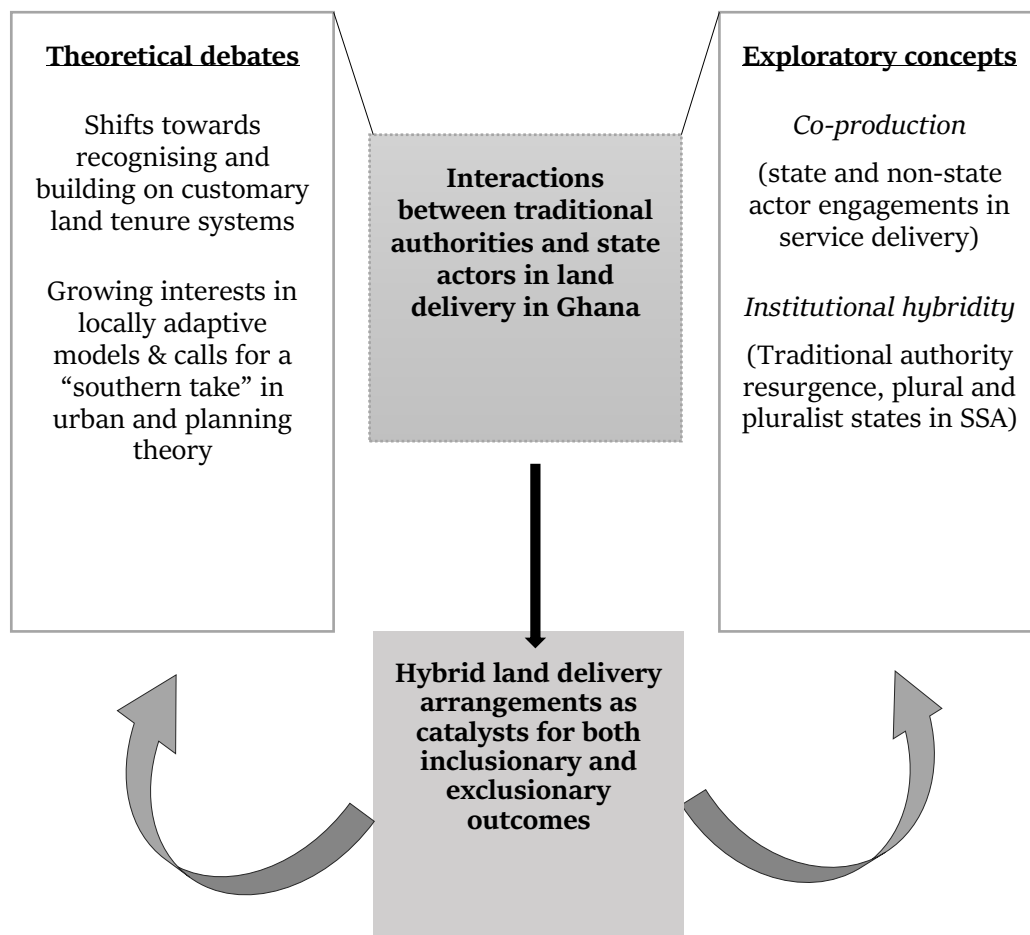 Theoretical debates
Shifts towards
recognising and
building on customary
land tenure systems
Growing interests in
locally adaptive
models & calls for a
“southern take” in
urban and planning
theory
Interactions
between traditional
authorities and state
actors in land
delivery in Ghana
Exploratory concepts
Co-production
(state and non-state
actor engagements in
service delivery)
Institutional hybridity
(Traditional authority
resurgence, plural and
pluralist states in SSA)
Hybrid land delivery
arrangements as
catalysts for both
inclusionary and
exclusionary
outcomes